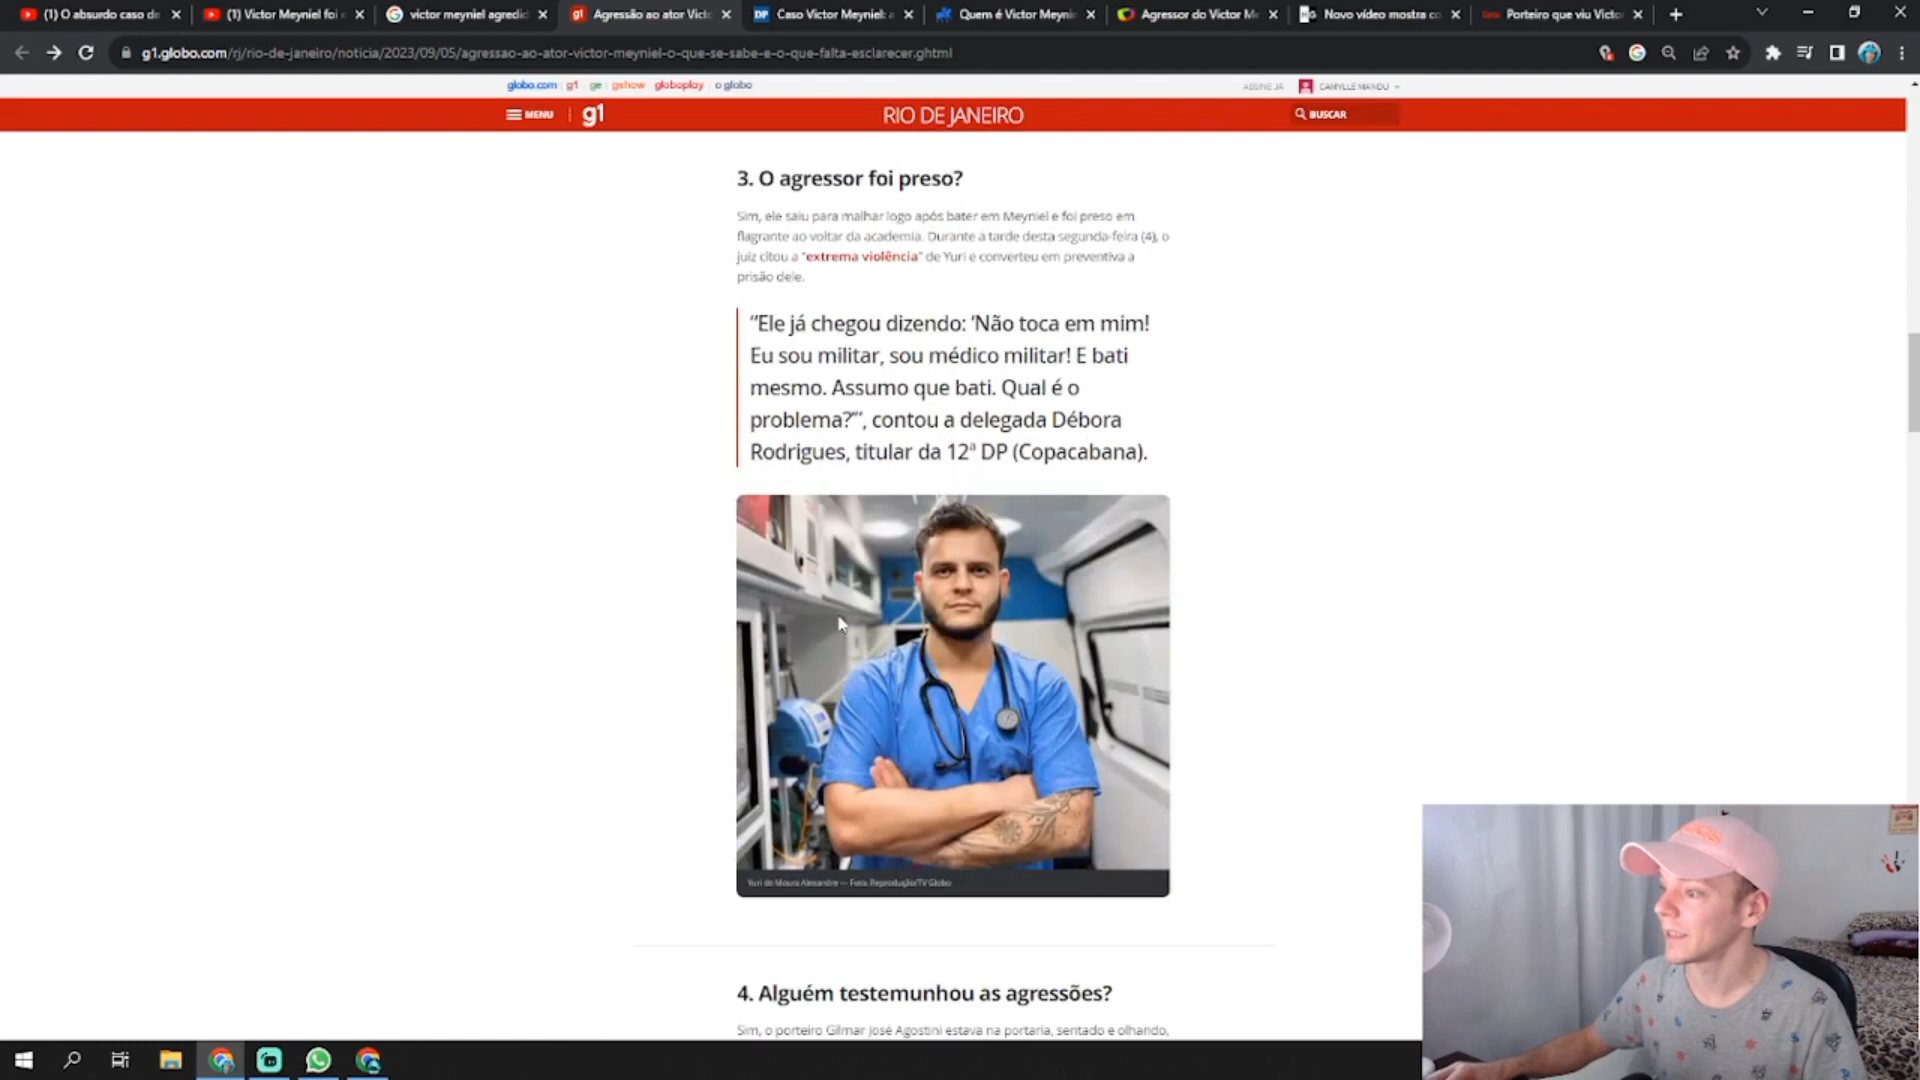 (1) O absurdo caso de
(1) Victor Meyniel foi
victor meyniel agredi
Agressão ao ator Victo
Caso Victor Meyniel: a
Quem é Victor Meynie
Agressor do Victor M
Novo vídeo mostra co
Porteiro que viu Victor
g1.globo.com/rj/rio-de-janeiro/noticia/2023/09/05/agressao-ao-ator-victor-meyniel-o-que-se-sabe-e-o-que-falta-esclarecer.ghtml
globo.com g1 ge gshow globoplay o globo
ASSINE JÁ CAMYLLE MANDU
MENU g1 RIO DE JANEIRO BUSCAR
3. O agressor foi preso?
Sim, ele saiu para malhar logo após bater em Meyniel e foi preso em
flagrante ao voltar da academia. Durante a tarde desta segunda-feira (4), o
juiz citou a “extrema violência” de Yuri e converteu em preventiva a
prisão dele.
“Ele já chegou dizendo: ‘Não toca em mim!
Eu sou militar, sou médico militar! E bati
mesmo. Assumo que bati. Qual é o
problema?’”, contou a delegada Débora
Rodrigues, titular da 12ª DP (Copacabana).
Yuri de Moura Alexandre — Foto: Reprodução/TV Globo
4. Alguém testemunhou as agressões?
Sim, o porteiro Gilmar José Agostini estava na portaria, sentado e olhando,